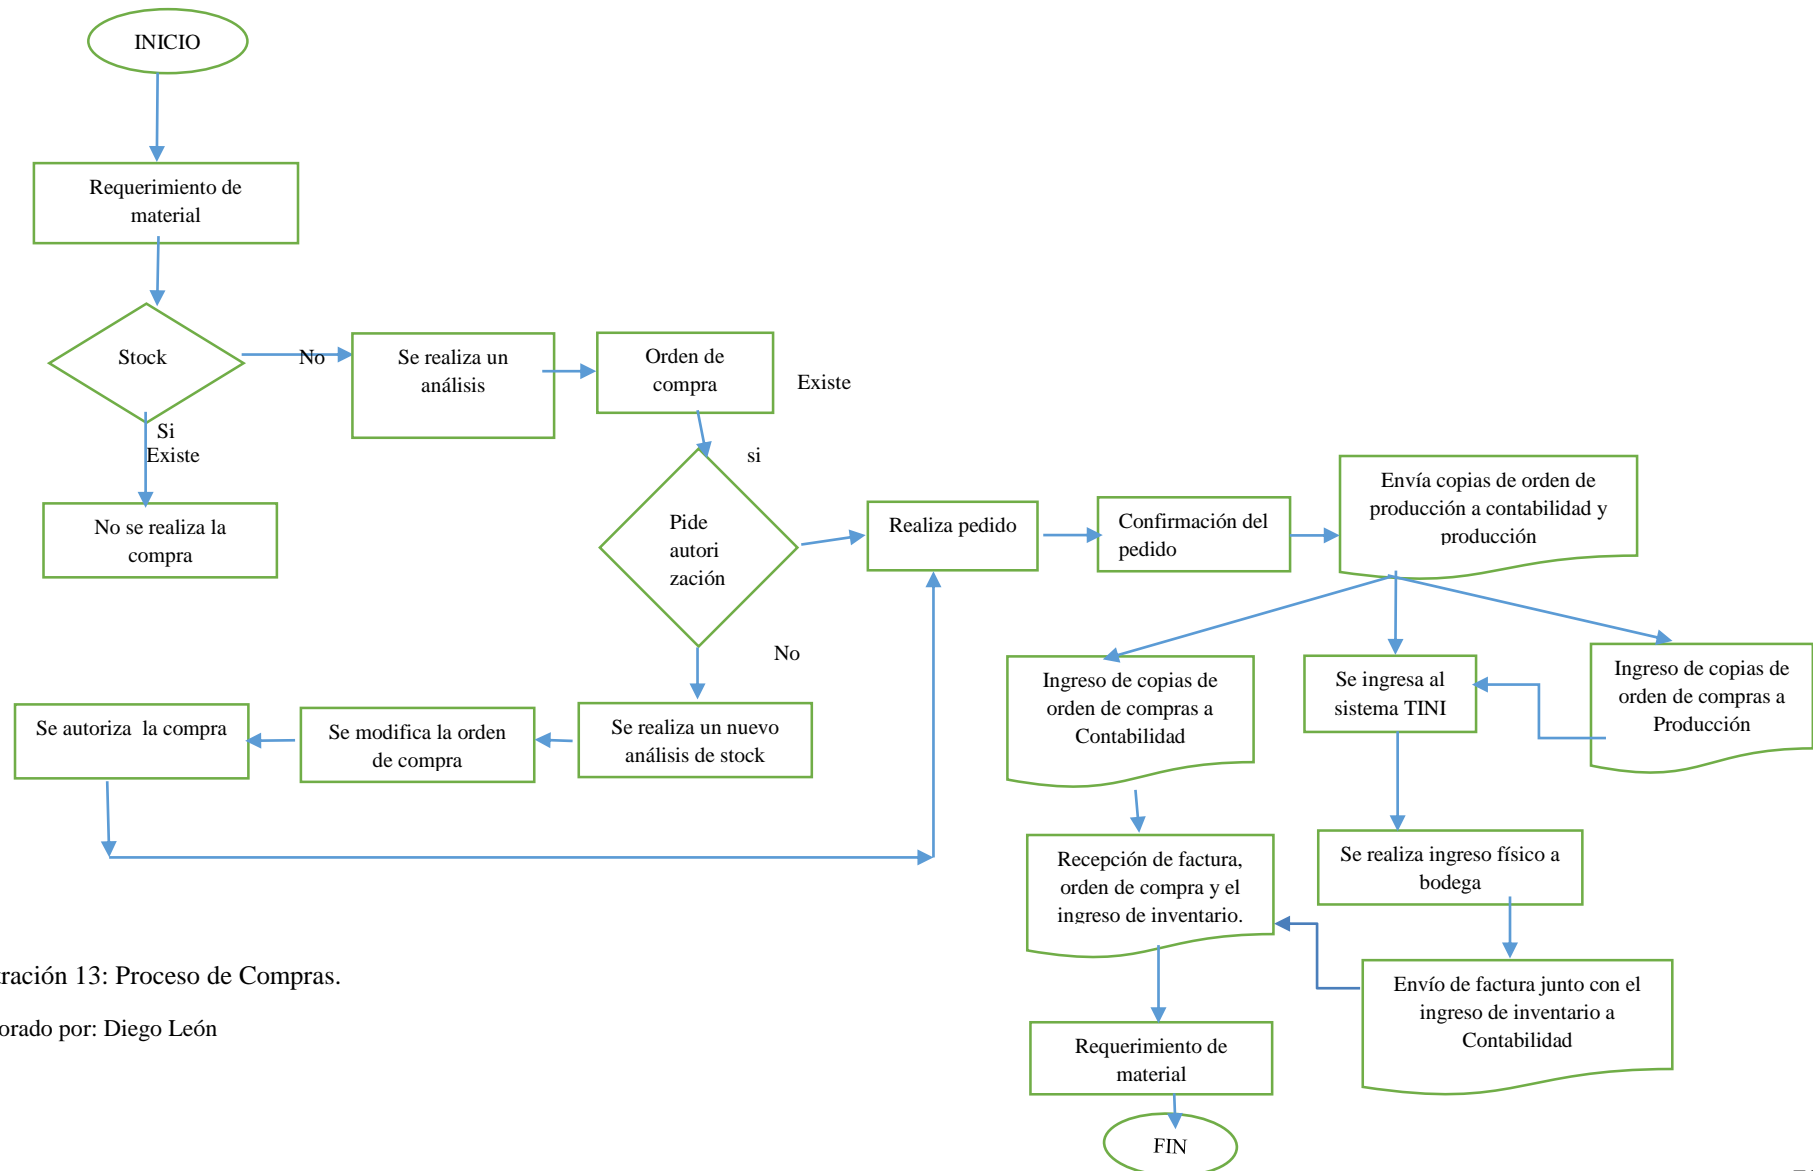 INICIO
Requerimiento de
material
Stock
No
Se realiza un
análisis
Orden de
compra
Existe
Si
Existe
si
No se realiza la
compra
Pide
autori
zación
Realiza pedido
Confirmación del
pedido
Envía copias de orden de
producción a contabilidad y
producción
No
Se autoriza  la compra
Se modifica la orden
de compra
Se realiza un nuevo
análisis de stock
Ingreso de copias de
orden de compras a
Contabilidad
Se ingresa al
sistema TINI
Ingreso de copias de
orden de compras a
Producción
Recepción de factura,
orden de compra y el
ingreso de inventario.
Se realiza ingreso físico a
bodega
Envío de factura junto con el
ingreso de inventario a
Contabilidad
Requerimiento de
material
FIN
tración 13: Proceso de Compras.
orado por: Diego León